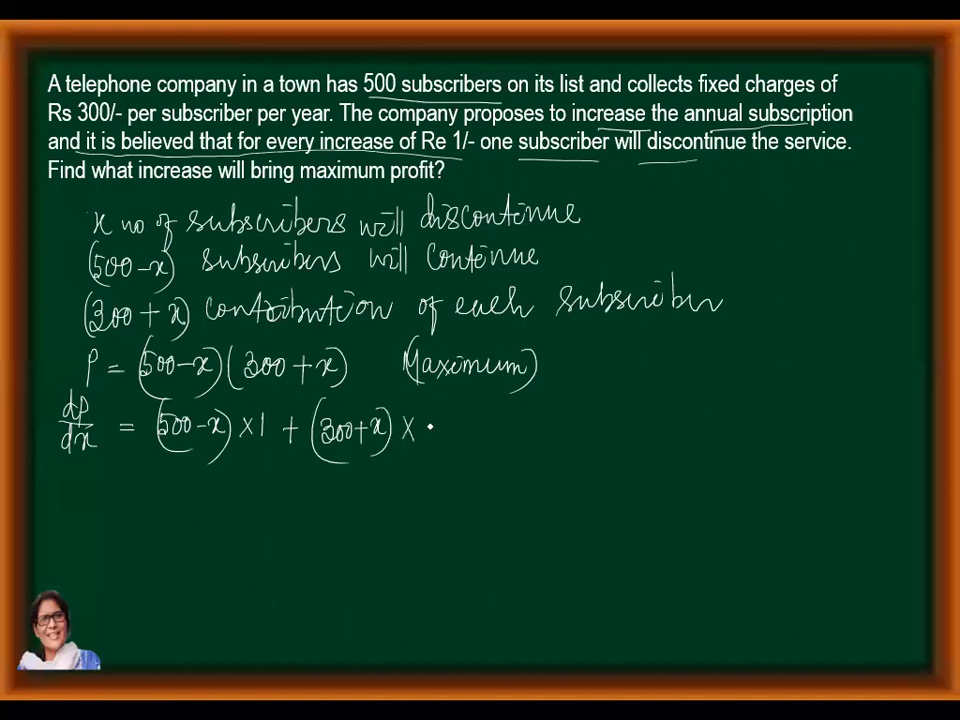 A telephone company in a town has 500 subscribers on its list and collects fixed charges of
Rs 300/- per subscriber per year. The company proposes to increase the annual subscription
and it is believed that for every increase of Re 1/- one subscriber will discontinue the service.
Find what increase will bring maximum profit?
x no of subscribers will discontinue
(500-x) subscribers will continue
(300+x) contribution of each subscriber
P = (500-x)(300+x) (Maximum)
dP/dx = (500-x)×1 + (300+x)×